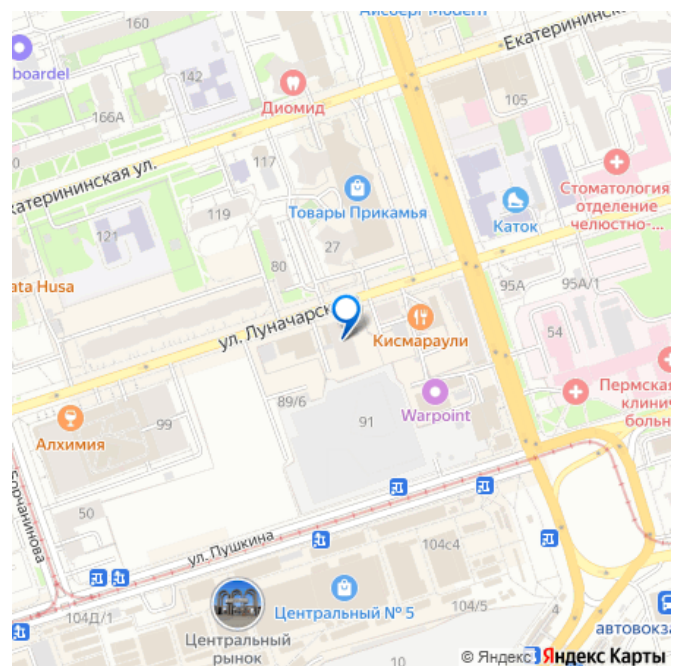 Айсберг Modern
Екатерининская
160
boardel
142
Диомид
105
166А
117
Екатерининская ул.
Стоматология
отделение
челюстно-...
119
Товары Прикамья
Каток
121
27
80
95А
95А/1
ata Husa
ул. Луначарск
Кисмараули
54
Пермская
клинич
больн
89/6
Warpoint
91
Алхимия
99
Борчанинова
50
ул. Пушкина
104с4
4
104Д/1
Центральный № 5
104/5
автовокза
Центральный
рынок
10
© Яндекс
Яндекс Карты